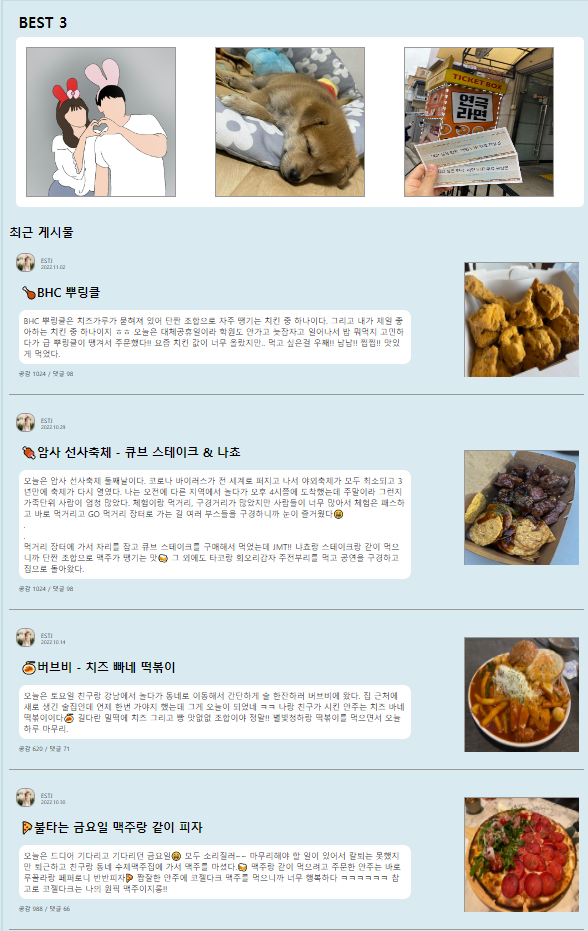 BEST 3
TICKET BOX
연극
라면
최근 게시물
ESTJ
2022.11.02
🍗BHC 뿌링클
BHC 뿌링클은 치즈가루가 묻혀져 있어 단짠 조합으로 자주 땡기는 치킨 중 하나이다. 그리고 내가 제일 좋
아하는 치킨 중 하나이지 ㅎㅎ 오늘은 대체공휴일이라 학원도 안가고 늦잠자고 일어나서 밥 뭐먹지 고민하
다가 급 뿌링클이 땡겨서 주문했다!! 요즘 치킨 값이 너무 올랐지만.. 먹고 싶은걸 우째!! 냠냠!! 찜찜!! 맛있
게 먹었다.
공감 1024 / 댓글 98
ESTJ
2022.10.29
🍖암사 선사축제 - 큐브 스테이크 & 나쵸
오늘은 암사 선사축제 둘째날이다. 코로나 바이러스가 전 세계로 퍼지고 나서 야외축제가 모두 취소되고 3
년만에 축제가 다시 열렸다. 나는 오전에 다른 지역에서 놀다가 오후 4시쯤에 도착했는데 주말이라 그런지
가족단위 사람이 엄청 많았다. 체험이랑 먹거리, 구경거리가 많았지만 사람들이 너무 많아서 체험은 패스하
고 바로 먹거리고 GO 먹거리 장터로 가는 길 여러 부스들을 구경하니까 눈이 즐거웠다😀
.
.
먹거리 장터에 가서 자리를 잡고 큐브 스테이크를 구매해서 먹었는데 JMT!! 나쵸랑 스테이크랑 같이 먹으
니까 단짠 조합으로 맥주가 땡기는 맛🍻 그 외에도 타코랑 회오리감자 주전부리를 먹고 공연을 구경하고
집으로 돌아왔다.
공감 1024 / 댓글 98
ESTJ
2022.10.14
버브비 - 치즈 빠네 떡볶이
오늘은 토요일 친구랑 강남에서 놀다가 동네로 이동해서 간단하게 술 한잔하러 버브비에 왔다. 집 근처에
새로 생긴 술집인데 언제 한번 가야지 했는데 그게 오늘이 되었네 ㅋㅋ 나랑 친구가 시킨 안주는 치즈 바네
떡볶이이다 길다란 밀떡에 치즈 그리고 빵 맛없없 조합이야 정말!! 별빛청하랑 떡볶이를 먹으면서 오늘
하루 마무리.
공감 620 / 댓글 71
ESTJ
2022.10.30
🍕불타는 금요일 맥주랑 같이 피자
오늘은 드디어 기다리고 기다리던 금요일😀 모두 소리질러~~ 마무리해야 할 일이 있어서 칼퇴는 못했지
만 퇴근하고 친구랑 동네 수제맥주집에 가서 맥주를 마셨다.🍻 맥주랑 같이 먹으려고 주문한 안주는 바로
루꼴라랑 페퍼로니 반반피자🍕 짭짤한 안주에 코젤다크 맥주를 먹으니까 너무 행복하다 ㅋㅋㅋㅋㅋㅋ 참
고로 코젤다크는 나의 원픽 맥주이지롱!!
공감 988 / 댓글 66